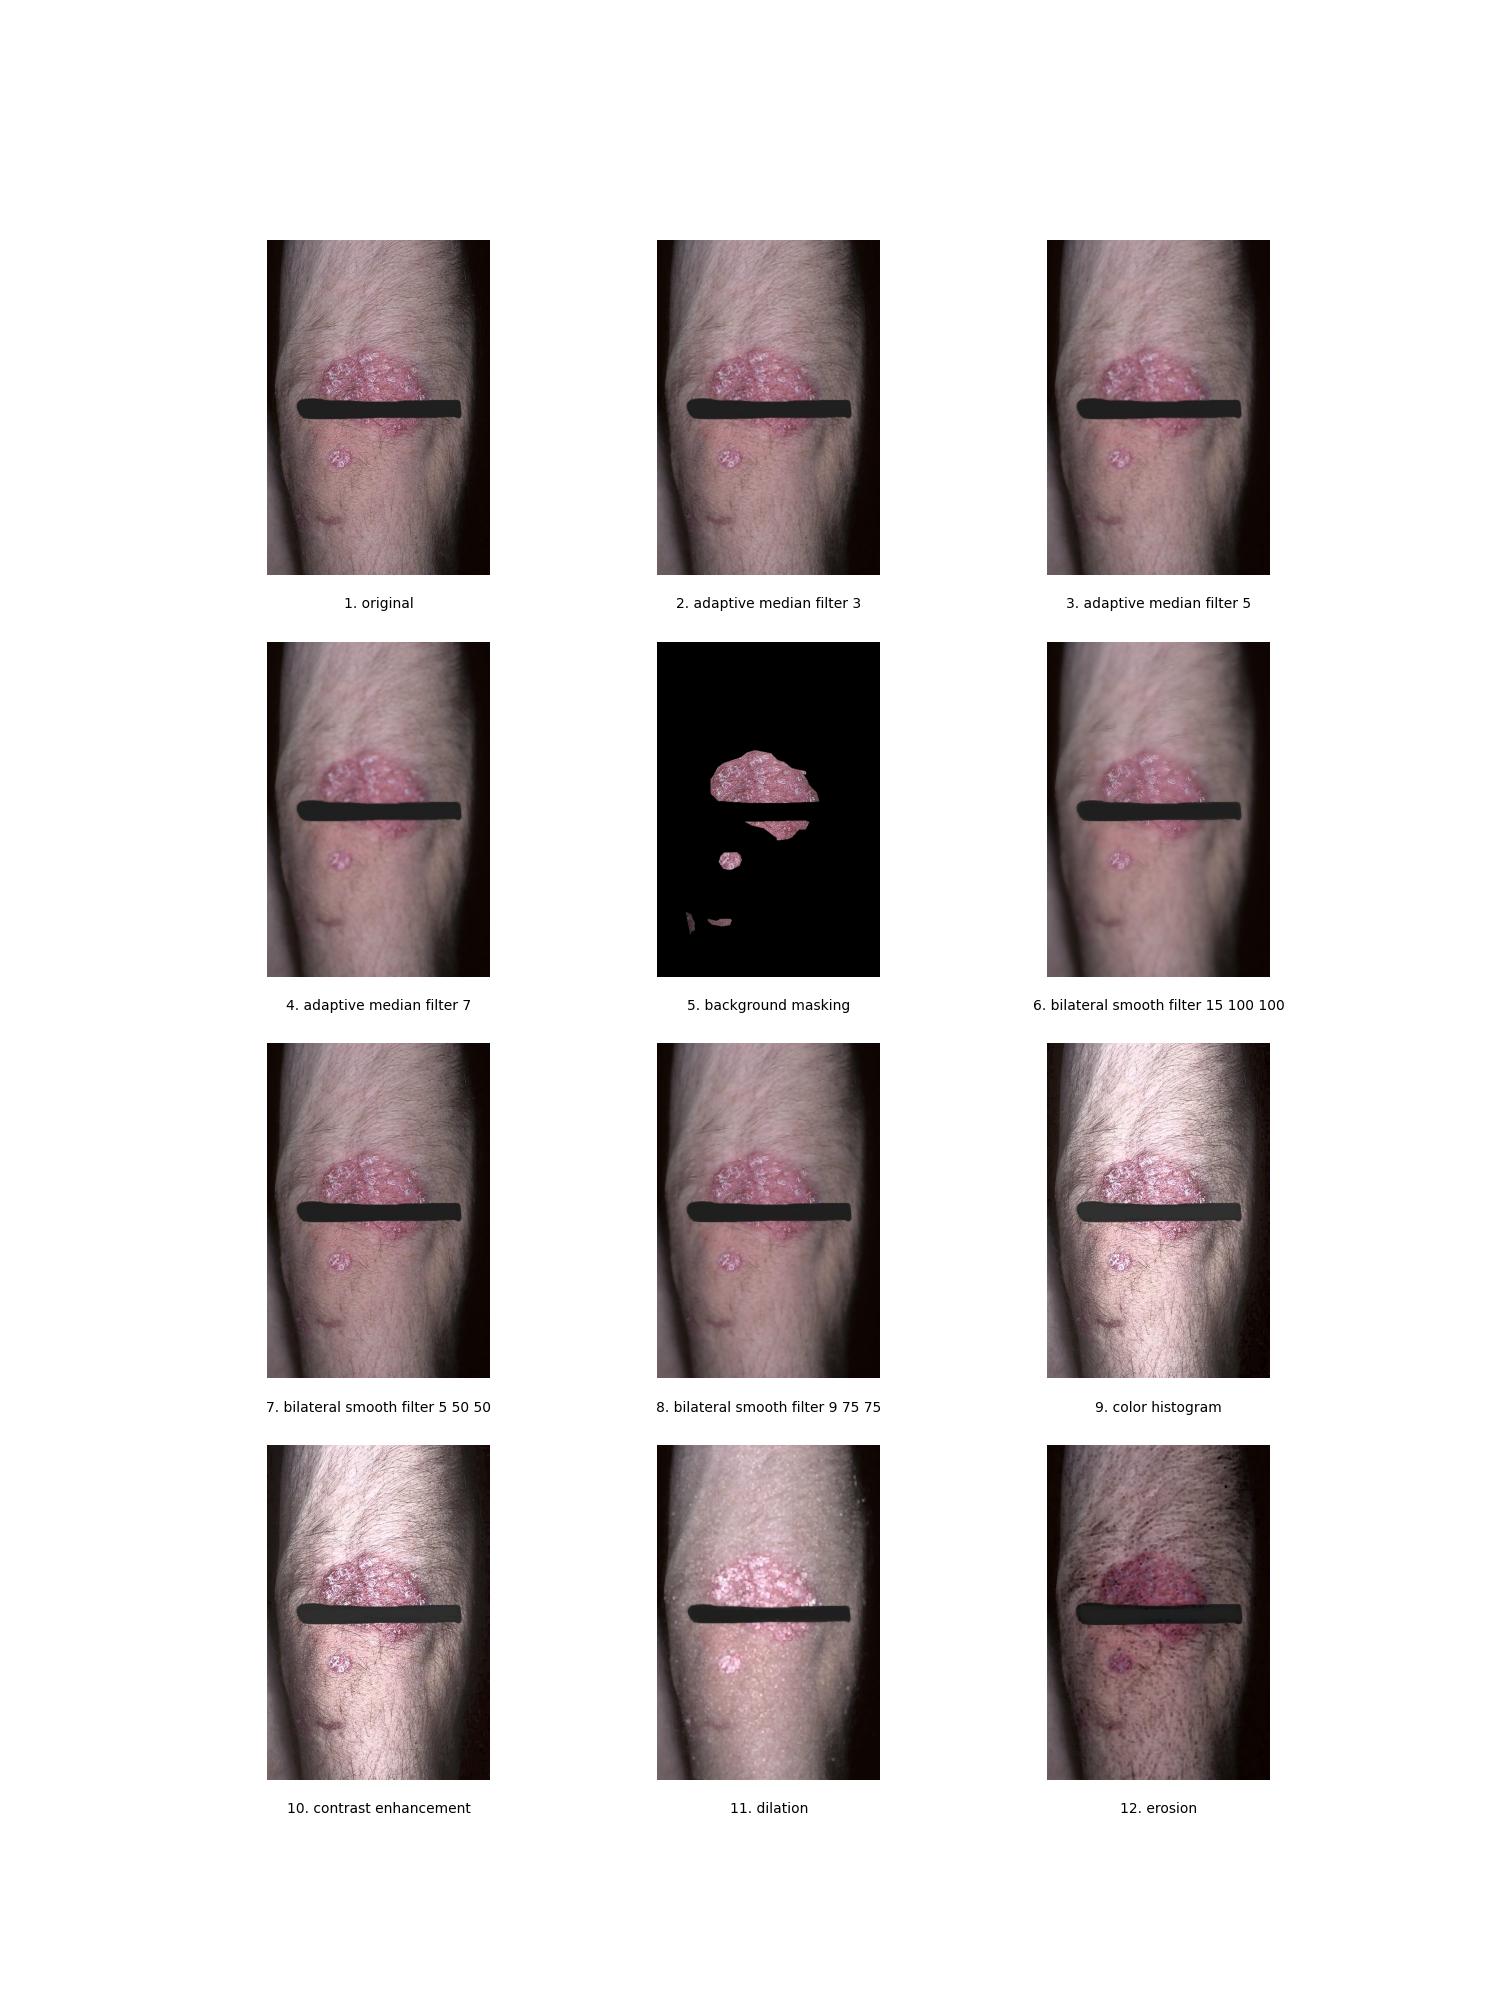 1. original
2. adaptive median filter 3
3. adaptive median filter 5
4. adaptive median filter 7
5. background masking
6. bilateral smooth filter 15 100 100
7. bilateral smooth filter 5 50 50
8. bilateral smooth filter 9 75 75
9. color histogram
10. contrast enhancement
11. dilation
12. erosion